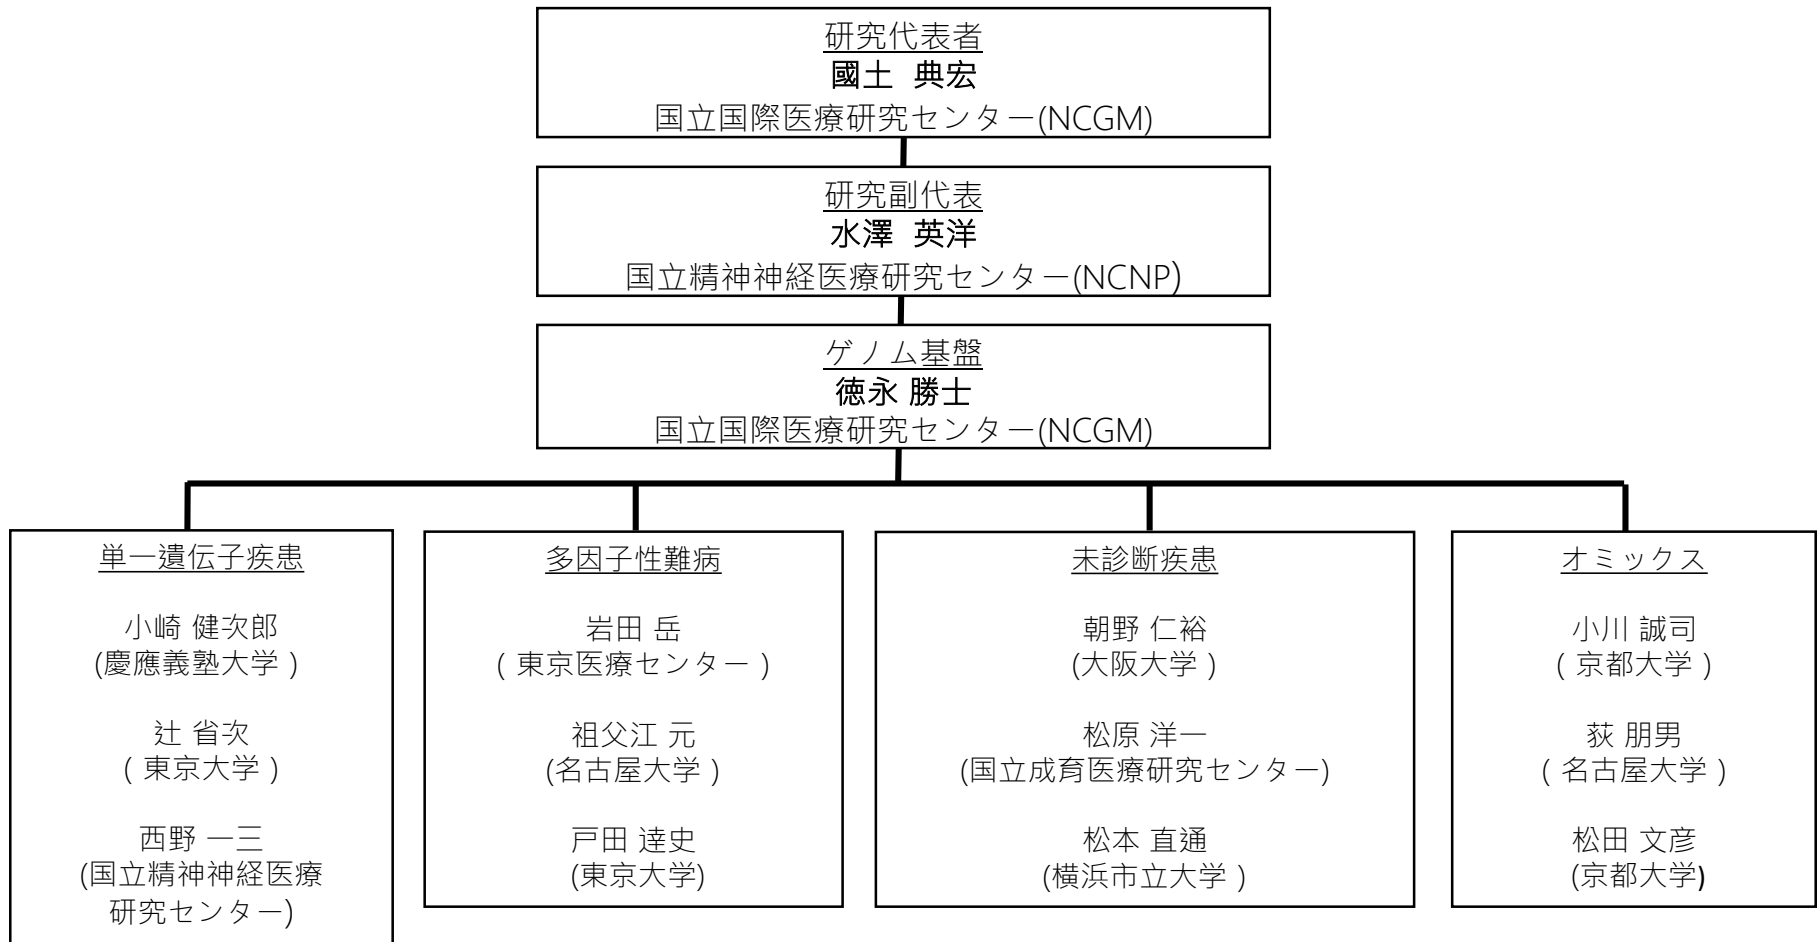 研究代表者
國土 典宏
国立国際医療研究センター(NCGM)
研究副代表
水澤 英洋
国立精神神経医療研究センター(NCNP)
ゲノム基盤
徳永 勝士
国立国際医療研究センター(NCGM)
単一遺伝子疾患
小崎 健次郎
(慶應義塾大学 )
辻 省次
( 東京大学 )
西野 一三
(国立精神神経医療
研究センター)
多因子性難病
岩田 岳
( 東京医療センター )
祖父江 元
(名古屋大学 )
戸田 達史
(東京大学)
未診断疾患
朝野 仁裕
(大阪大学 )
松原 洋一
(国立成育医療研究センター)
松本 直通
(横浜市立大学 )
オミックス
小川 誠司
( 京都大学 )
荻 朋男
( 名古屋大学 )
松田 文彦
(京都大学)